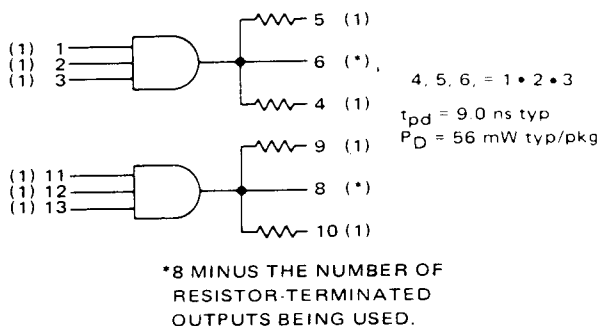 5 (1)
(1) 1
(1) 2
(1) 3
6 (*),
4 (1)
4, 5, 6, = 1 • 2 • 3
tpd = 9.0 ns typ
PD = 56 mW typ/pkg
9 (1)
(1) 11
(1) 12
(1) 13
8 (*)
10 (1)
*8 MINUS THE NUMBER OF
RESISTOR-TERMINATED
OUTPUTS BEING USED.